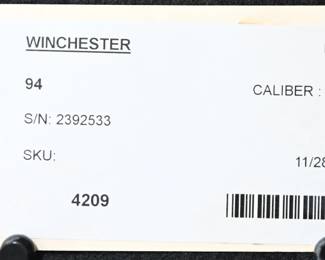 WINCHESTER
94
CALIBER :
S/N: 2392533
SKU:
11/28
4209